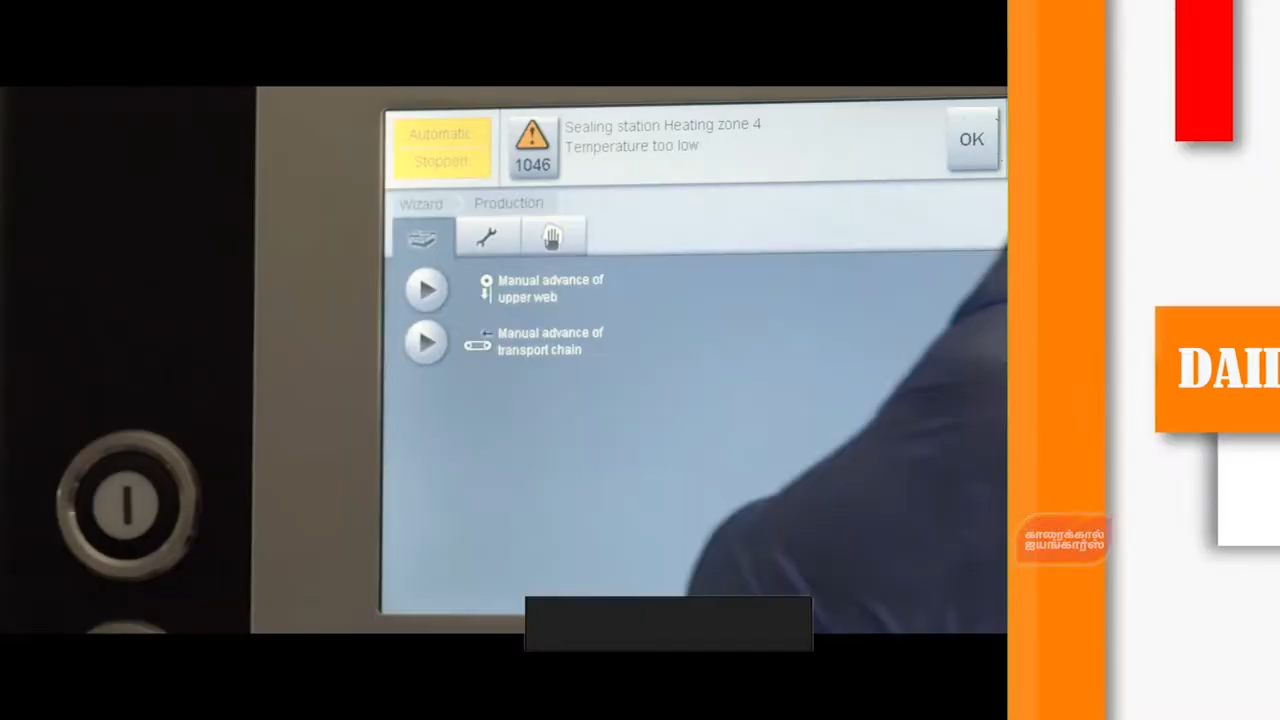 Automatic
Stopped
1046
Sealing station Heating zone 4
Temperature too low
OK
Wizard
Production
Manual advance of
upper web
Manual advance of
transport chain
DAI
காரைக்கால்
ஐயங்கார்ஸ்